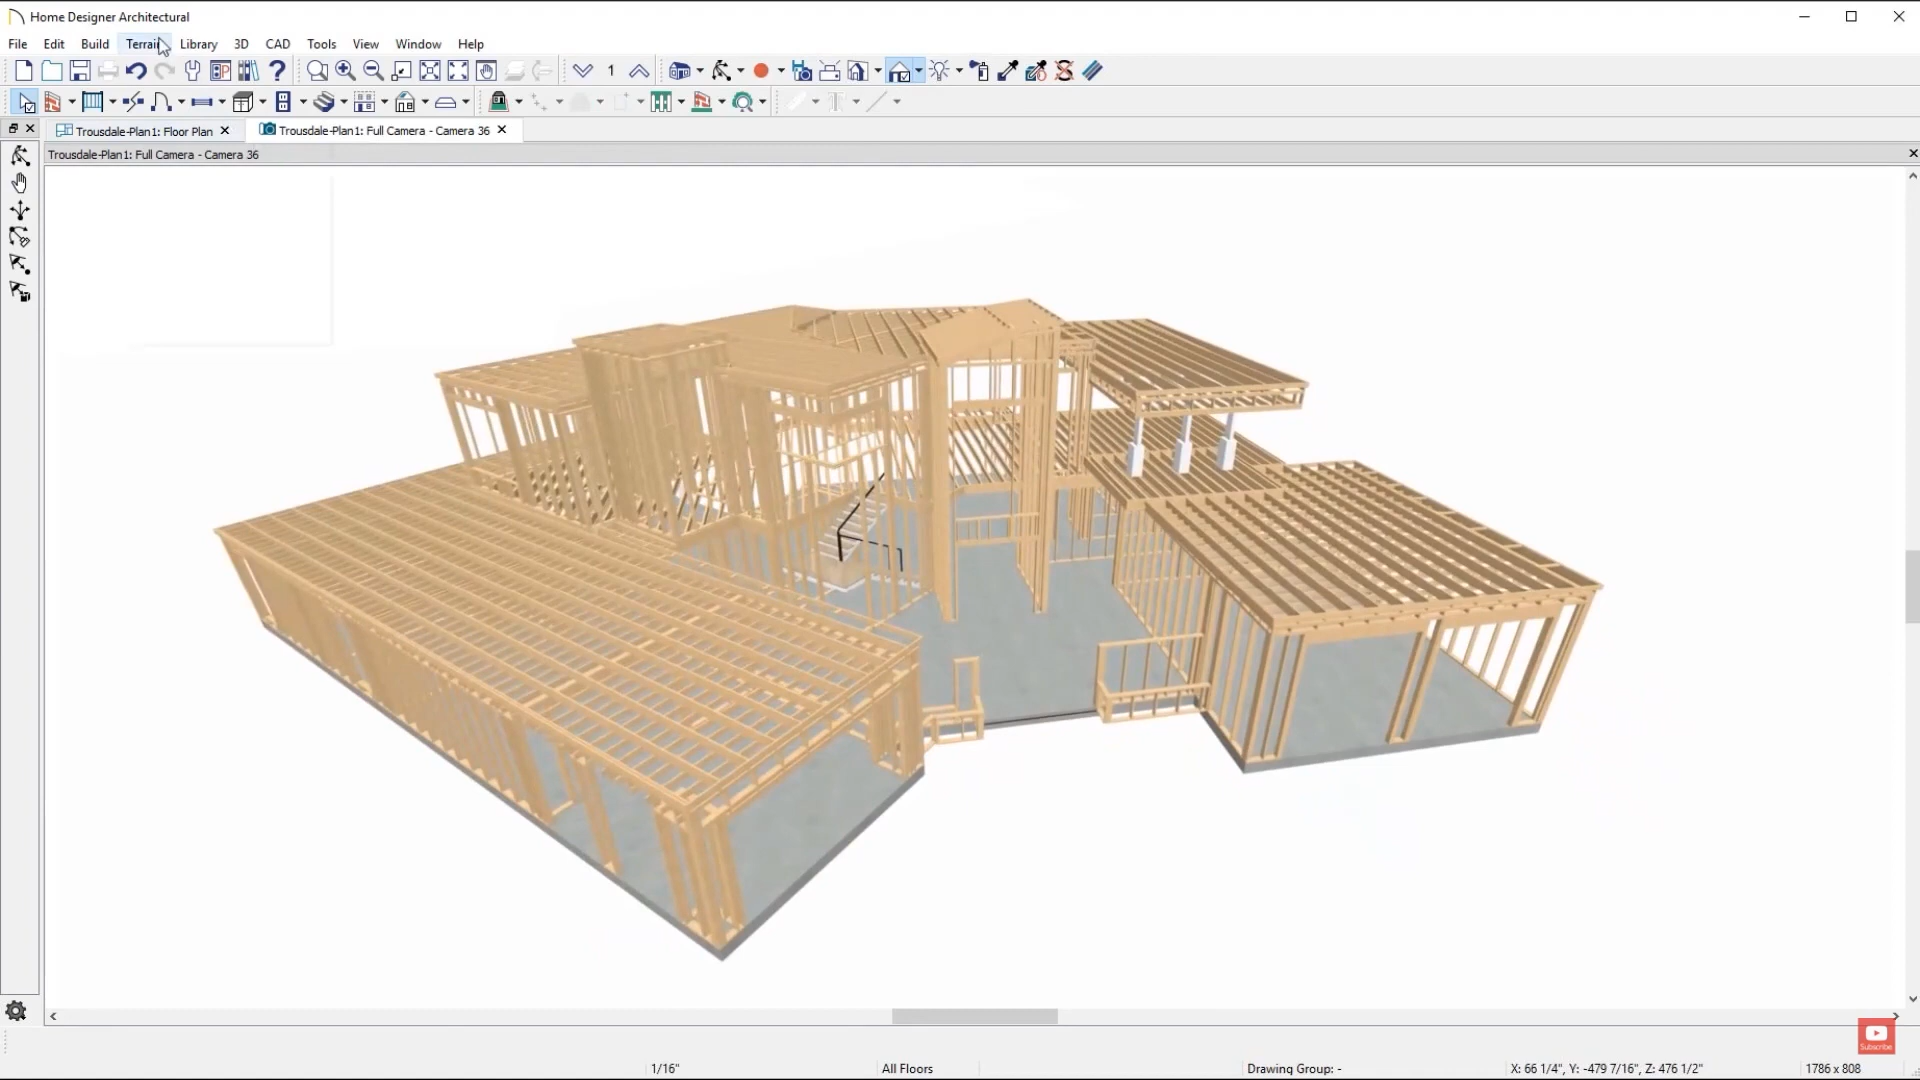 Home Designer Architectural
File Edit Build Terrain Library 3D CAD Tools View Window Help
1
Trousdale-Plan1: Floor Plan
Trousdale-Plan1: Full Camera - Camera 36
Trousdale-Plan1: Full Camera - Camera 36
Subscribe
1/16"
All Floors
Drawing Group: -
X: 66 1/4", Y: -479 7/16", Z: 476 1/2"
1786 x 808